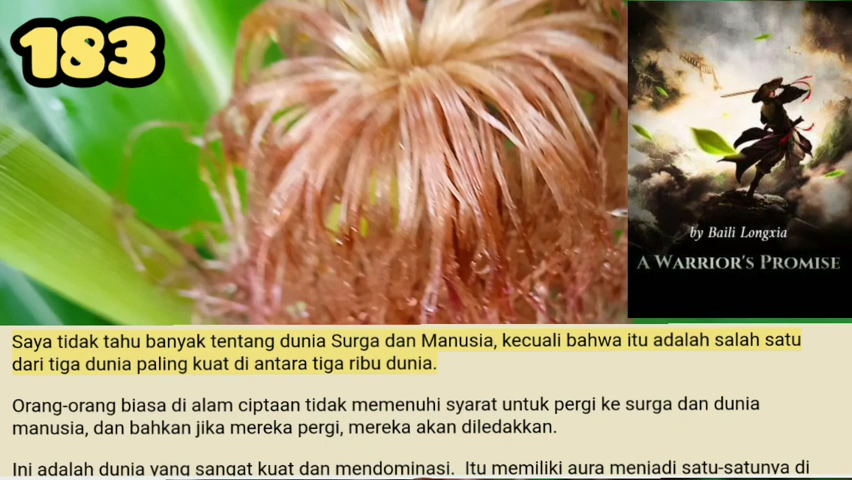 183
by Baili Longxia
A WARRIOR'S PROMISE
Saya tidak tahu banyak tentang dunia Surga dan Manusia, kecuali bahwa itu adalah salah satu
dari tiga dunia paling kuat di antara tiga ribu dunia.
Orang-orang biasa di alam ciptaan tidak memenuhi syarat untuk pergi ke surga dan dunia
manusia, dan bahkan jika mereka pergi, mereka akan diledakkan.
Ini adalah dunia yang sangat kuat dan mendominasi. Itu memiliki aura menjadi satu-satunya di